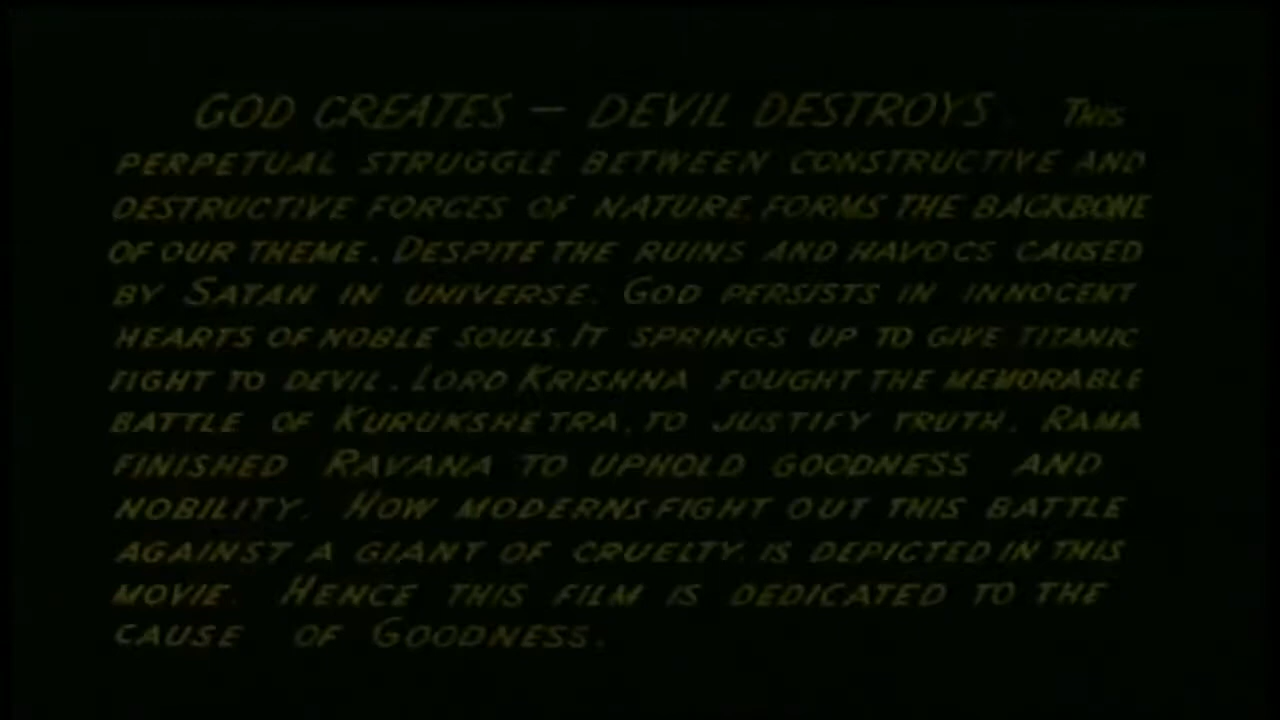 GOD CREATES — DEVIL DESTROYS. THIS
PERPETUAL STRUGGLE BETWEEN CONSTRUCTIVE AND
DESTRUCTIVE FORCES OF NATURE, FORMS THE BACKBONE
OF OUR THEME. DESPITE THE RUINS AND HAVOCS CAUSED
BY SATAN IN UNIVERSE. GOD PERSISTS IN INNOCENT
HEARTS OF NOBLE SOULS. IT SPRINGS UP TO GIVE TITANIC
FIGHT TO DEVIL. LORD KRISHNA FOUGHT THE MEMORABLE
BATTLE OF KURUKSHETRA, TO JUSTIFY TRUTH. RAMA
FINISHED RAVANA TO UPHOLD GOODNESS AND
NOBILITY. HOW MODERNS FIGHT OUT THIS BATTLE
AGAINST A GIANT OF CRUELTY, IS DEPICTED IN THIS
MOVIE. HENCE THIS FILM IS DEDICATED TO THE
CAUSE OF GOODNESS.